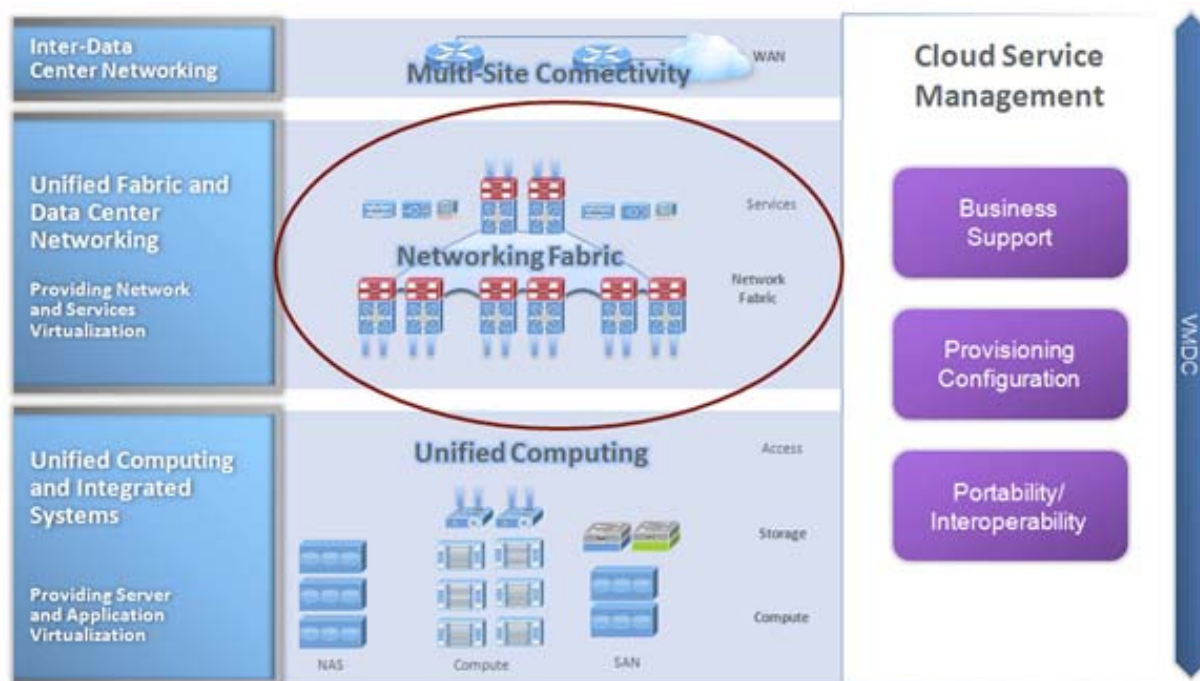 Inter-Data
Center Networking
Multi-Site Connectivity
WAN
Unified Fabric and
Data Center
Networking
Providing Network
and Services
Virtualization
Services
Networking Fabric
Network
Fabric
Unified Computing
and Integrated
Systems
Providing Server
and Application
Virtualization
Unified Computing
Access
Storage
Compute
NAS
Compute
SAN
Cloud Service
Management
Business
Support
Provisioning
Configuration
Portability/
Interoperability
VMDC